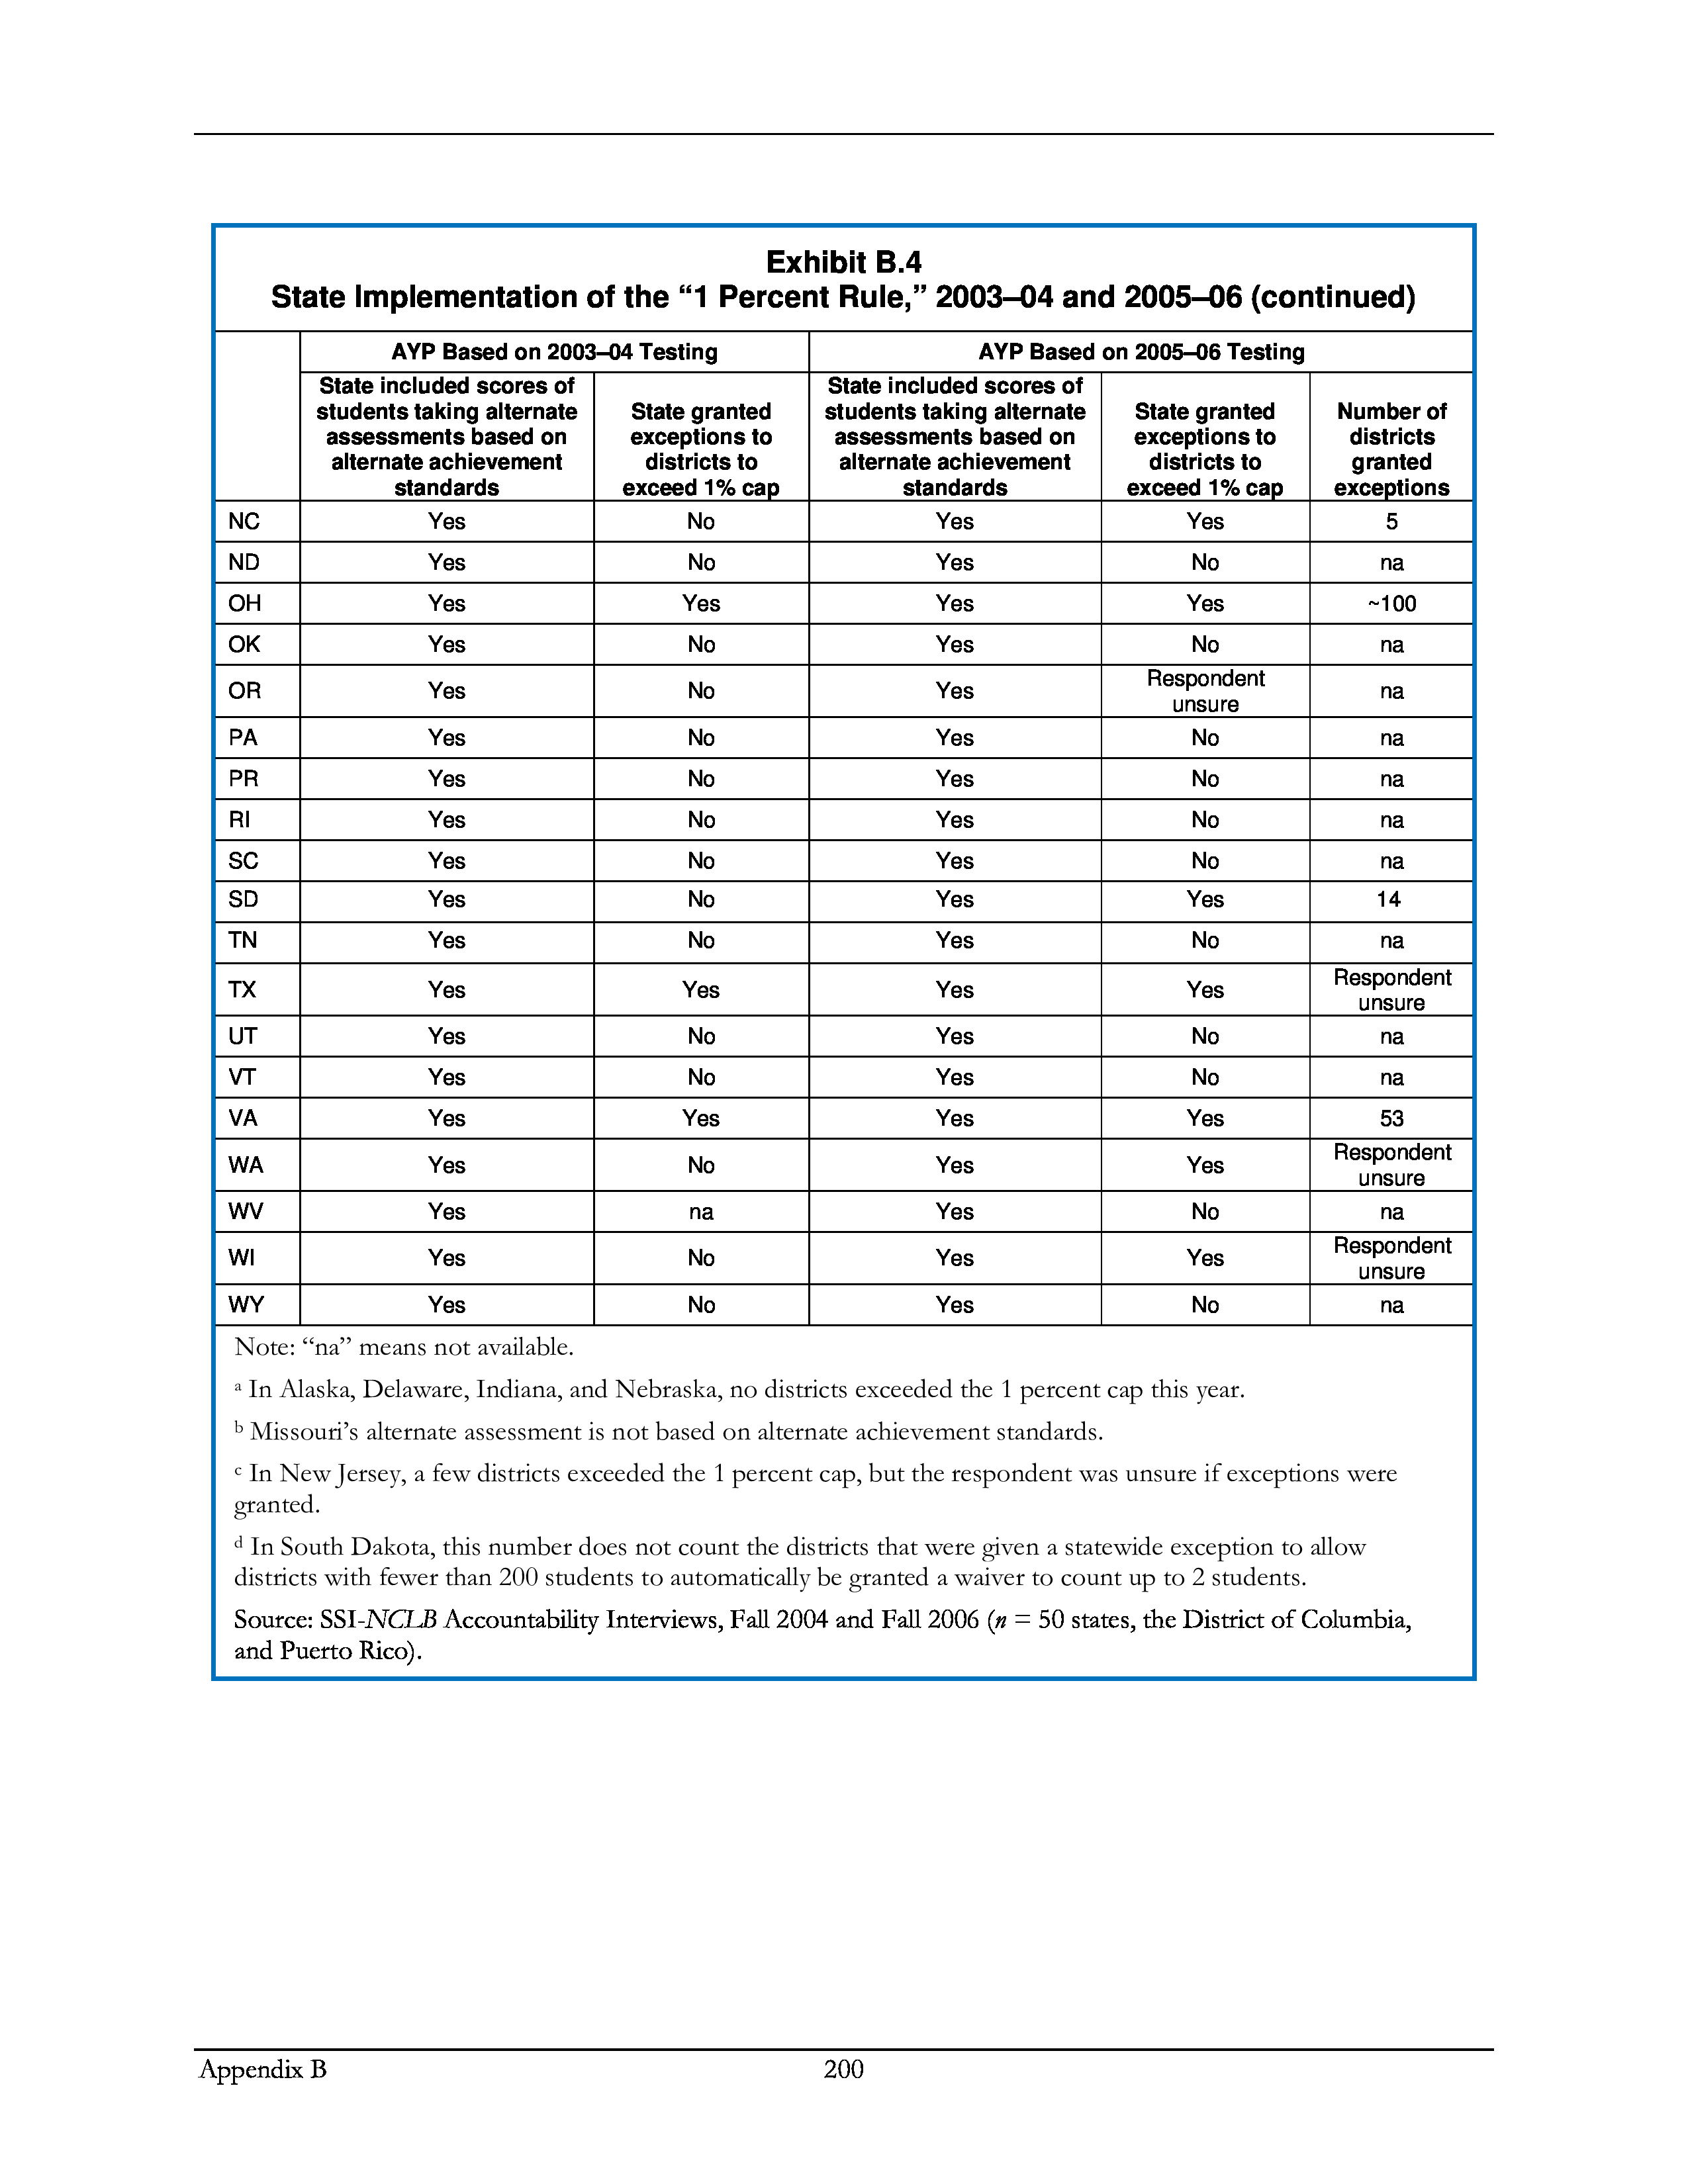 Exhibit B.4
State Implementation of the “1 Percent Rule,” 2003–04 and 2005–06 (continued)
AYP Based on 2003–04 Testing AYP Based on 2005–06 Testing
State included scores of students taking alternate assessments based on alternate achievement standards State granted exceptions to districts to exceed 1% cap State included scores of students taking alternate assessments based on alternate achievement standards State granted exceptions to districts to exceed 1% cap Number of districts granted exceptions
NC Yes No Yes Yes 5
ND Yes No Yes No na
OH Yes Yes Yes Yes ~100
OK Yes No Yes No na
OR Yes No Yes Respondent unsure na
PA Yes No Yes No na
PR Yes No Yes No na
RI Yes No Yes No na
SC Yes No Yes No na
SD Yes No Yes Yes 14
TN Yes No Yes No na
TX Yes Yes Yes Yes Respondent unsure
UT Yes No Yes No na
VT Yes No Yes No na
VA Yes Yes Yes Yes 53
WA Yes No Yes Yes Respondent unsure
WV Yes na Yes No na
WI Yes No Yes Yes Respondent unsure
WY Yes No Yes No na
Note: “na” means not available.
a In Alaska, Delaware, Indiana, and Nebraska, no districts exceeded the 1 percent cap this year.
b Missouri’s alternate assessment is not based on alternate achievement standards.
c In New Jersey, a few districts exceeded the 1 percent cap, but the respondent was unsure if exceptions were
granted.
d In South Dakota, this number does not count the districts that were given a statewide exception to allow
districts with fewer than 200 students to automatically be granted a waiver to count up to 2 students.
Source: SSI-NCLB Accountability Interviews, Fall 2004 and Fall 2006 (n = 50 states, the District of Columbia,
and Puerto Rico).
Appendix B 200